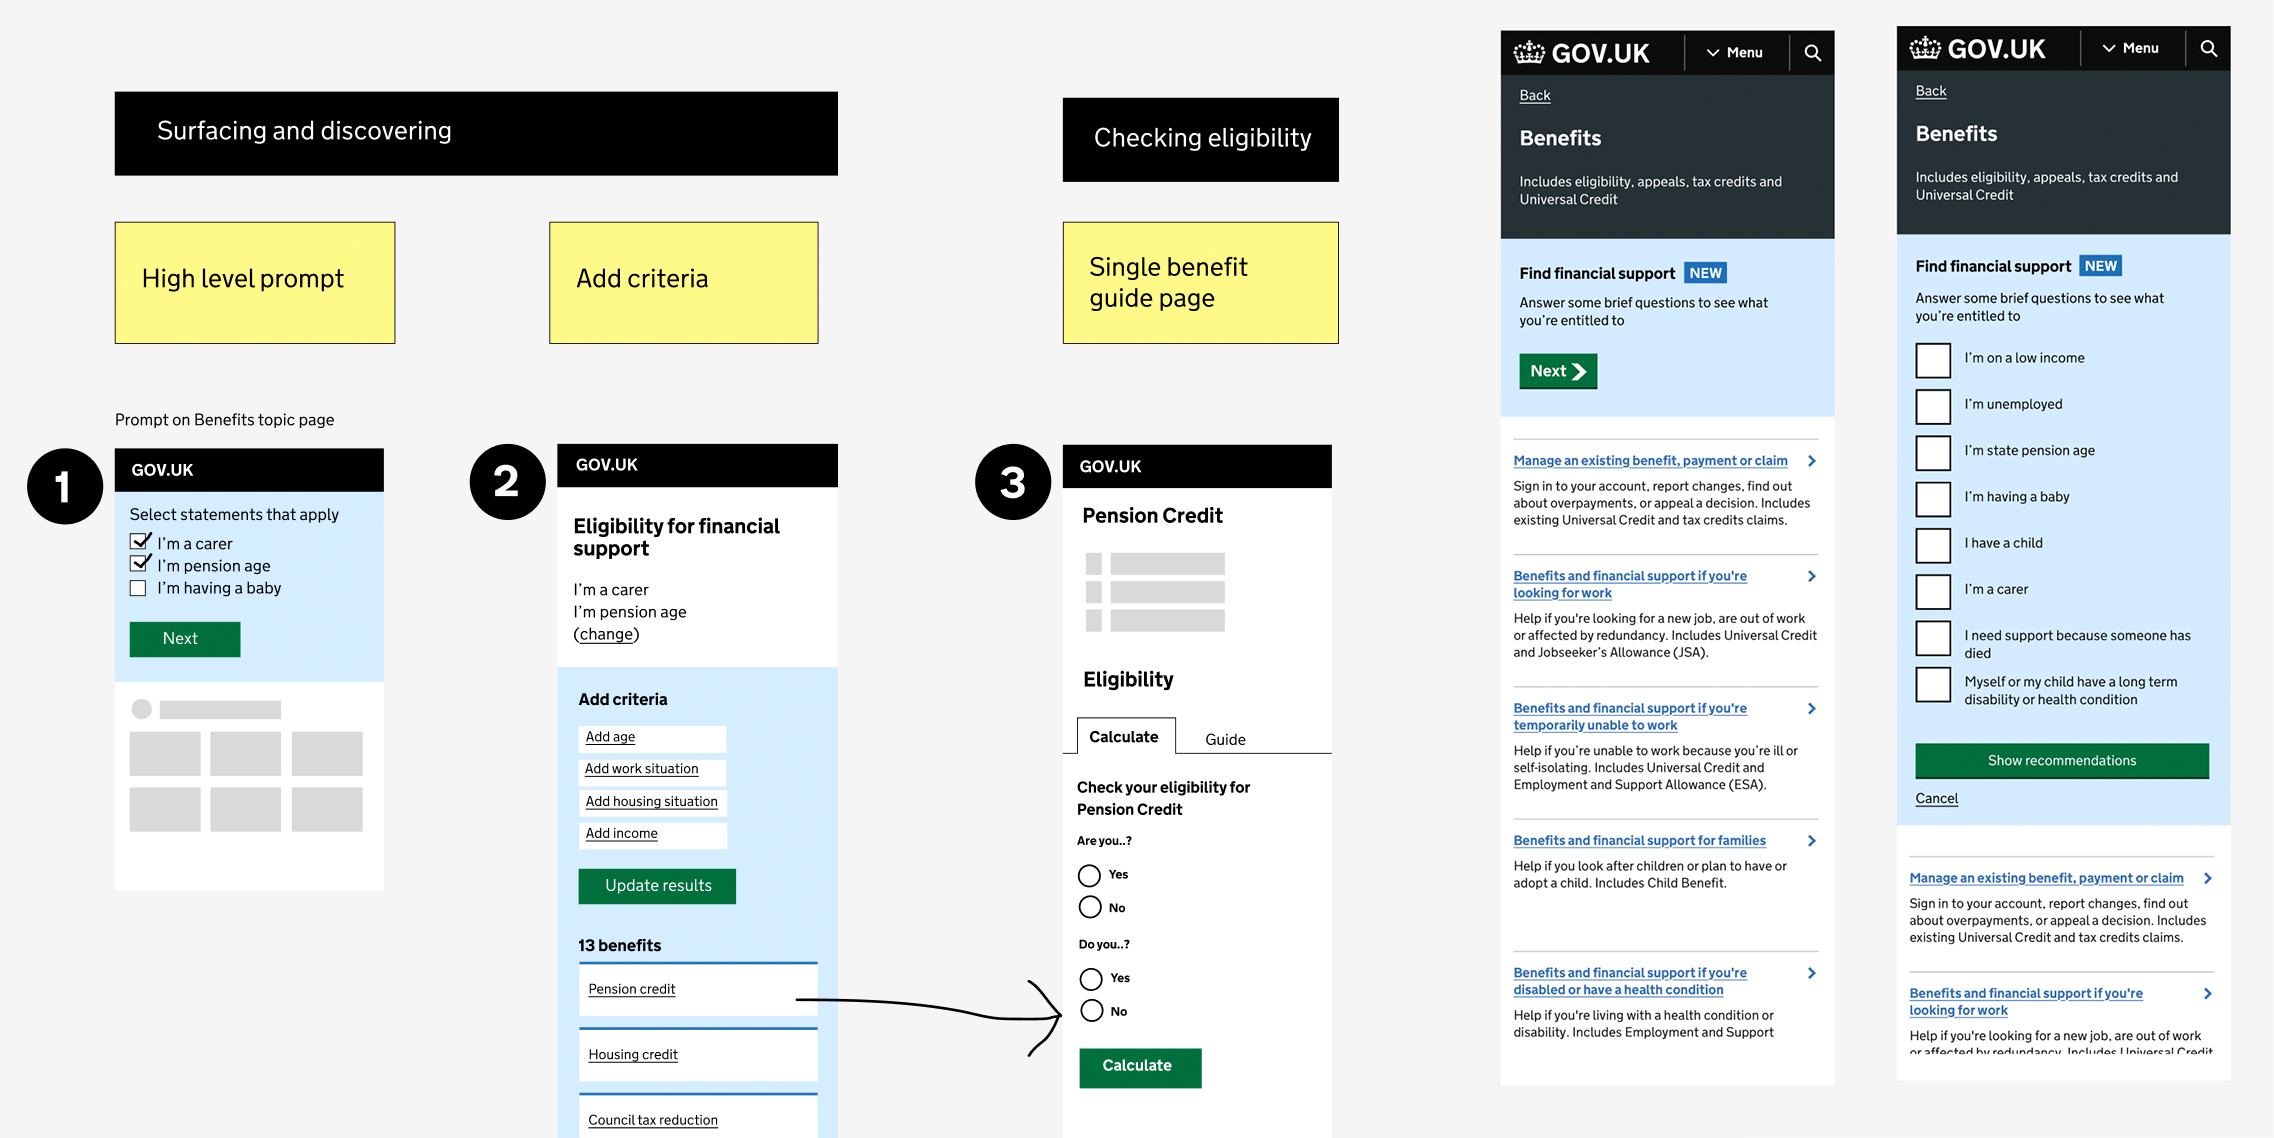 Surfacing and discovering
Checking eligibility
High level prompt
Add criteria
Single benefit
guide page
Prompt on Benefits topic page
1
GOV.UK
Select statements that apply
I'm a carer
I'm pension age
I'm having a baby
Next
2
GOV.UK
Eligibility for financial
support
I'm a carer
I'm pension age
(change)
Add criteria
Add age
Add work situation
Add housing situation
Add income
Update results
13 benefits
Pension credit
Housing credit
Council tax reduction
3
GOV.UK
Pension Credit
Eligibility
Calculate
Guide
Check your eligibility for
Pension Credit
Are you..?
Yes
No
Do you..?
Yes
No
Calculate
GOV.UK
Menu
Back
Benefits
Includes eligibility, appeals, tax credits and
Universal Credit
Find financial support NEW
Answer some brief questions to see what
you're entitled to
Next
Manage an existing benefit, payment or claim
Sign in to your account, report changes, find out
about overpayments, or appeal a decision. Includes
existing Universal Credit and tax credits claims.
Benefits and financial support if you're
looking for work
Help if you're looking for a new job, are out of work
or affected by redundancy. Includes Universal Credit
and Jobseeker's Allowance (JSA).
Benefits and financial support if you're
temporarily unable to work
Help if you're unable to work because you're ill or
self-isolating. Includes Universal Credit and
Employment and Support Allowance (ESA).
Benefits and financial support for families
Help if you look after children or plan to have or
adopt a child. Includes Child Benefit.
Benefits and financial support if you're
disabled or have a health condition
Help if you're living with a health condition or
disability. Includes Employment and Support
GOV.UK
Menu
Back
Benefits
Includes eligibility, appeals, tax credits and
Universal Credit
Find financial support NEW
Answer some brief questions to see what
you're entitled to
I'm on a low income
I'm unemployed
I'm state pension age
I'm having a baby
I have a child
I'm a carer
I need support because someone has
died
Myself or my child have a long term
disability or health condition
Show recommendations
Cancel
Manage an existing benefit, payment or claim
Sign in to your account, report changes, find out
about overpayments, or appeal a decision. Includes
existing Universal Credit and tax credits claims.
Benefits and financial support if you're
looking for work
Help if you're looking for a new job, are out of work
or affected by redundancy. Includes Universal Credit